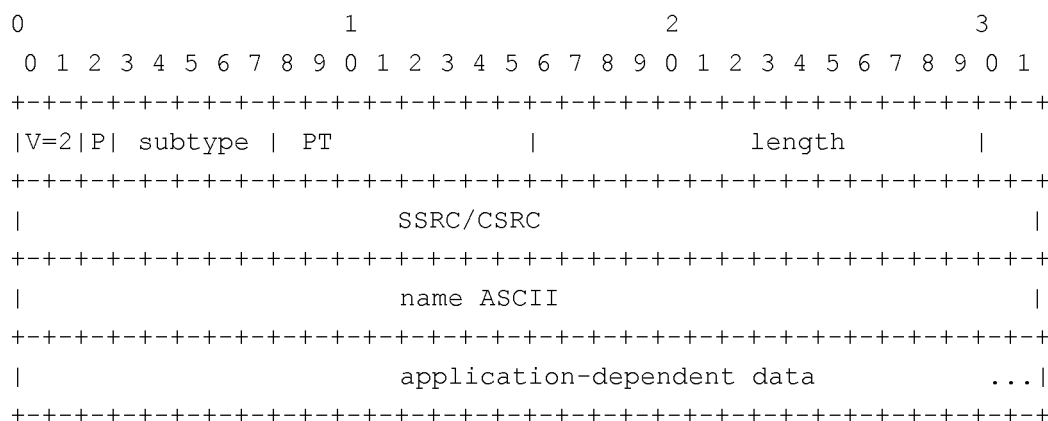 0                   1                   2                   3
 0 1 2 3 4 5 6 7 8 9 0 1 2 3 4 5 6 7 8 9 0 1 2 3 4 5 6 7 8 9 0 1
+-+-+-+-+-+-+-+-+-+-+-+-+-+-+-+-+-+-+-+-+-+-+-+-+-+-+-+-+-+-+-+-+
|V=2|P| subtype | PT            |             length        |
+-+-+-+-+-+-+-+-+-+-+-+-+-+-+-+-+-+-+-+-+-+-+-+-+-+-+-+-+-+-+-+-+
|                       SSRC/CSRC                               |
+-+-+-+-+-+-+-+-+-+-+-+-+-+-+-+-+-+-+-+-+-+-+-+-+-+-+-+-+-+-+-+-+
|                       name ASCII                              |
+-+-+-+-+-+-+-+-+-+-+-+-+-+-+-+-+-+-+-+-+-+-+-+-+-+-+-+-+-+-+-+-+
|                       application-dependent data           ...|
+-+-+-+-+-+-+-+-+-+-+-+-+-+-+-+-+-+-+-+-+-+-+-+-+-+-+-+-+-+-+-+-+